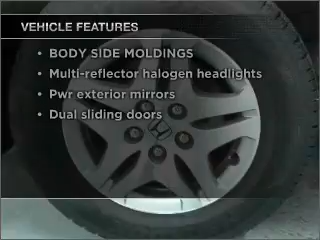 VEHICLE FEATURES
• BODY SIDE MOLDINGS
• Multi-reflector halogen headlights
• Pwr exterior mirrors
• Dual sliding doors